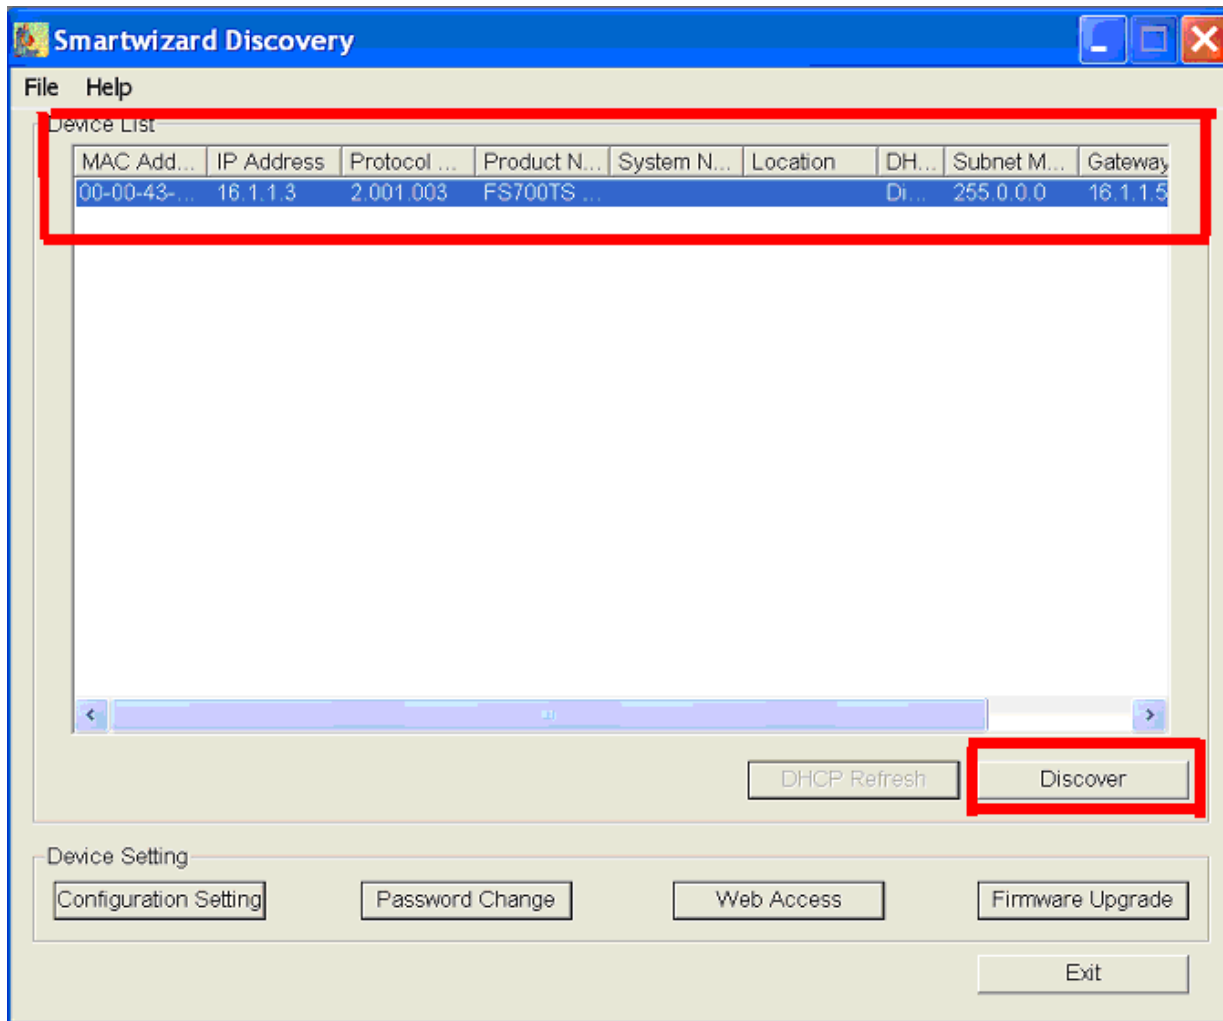 Smartwizard Discovery
File Help
Device List
MAC Add... IP Address Protocol ... Product N... System N... Location DH... Subnet M... Gateway
00-00-43-... 16.1.1.3 2.001.003 FS700TS ... Di... 255.0.0.0 16.1.1.5
DHCP Refresh Discover
Device Setting
Configuration Setting Password Change Web Access Firmware Upgrade
Exit